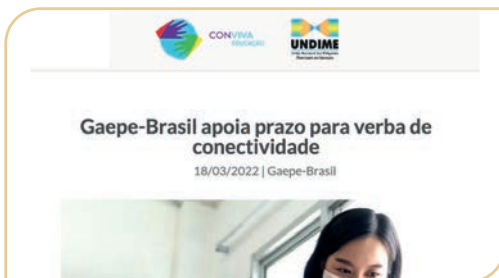 CONVIVA
EDUCAÇÃO
UNDIME
Gaepe-Brasil apoia prazo para verba de
conectividade
18/03/2022 | Gaepe-Brasil